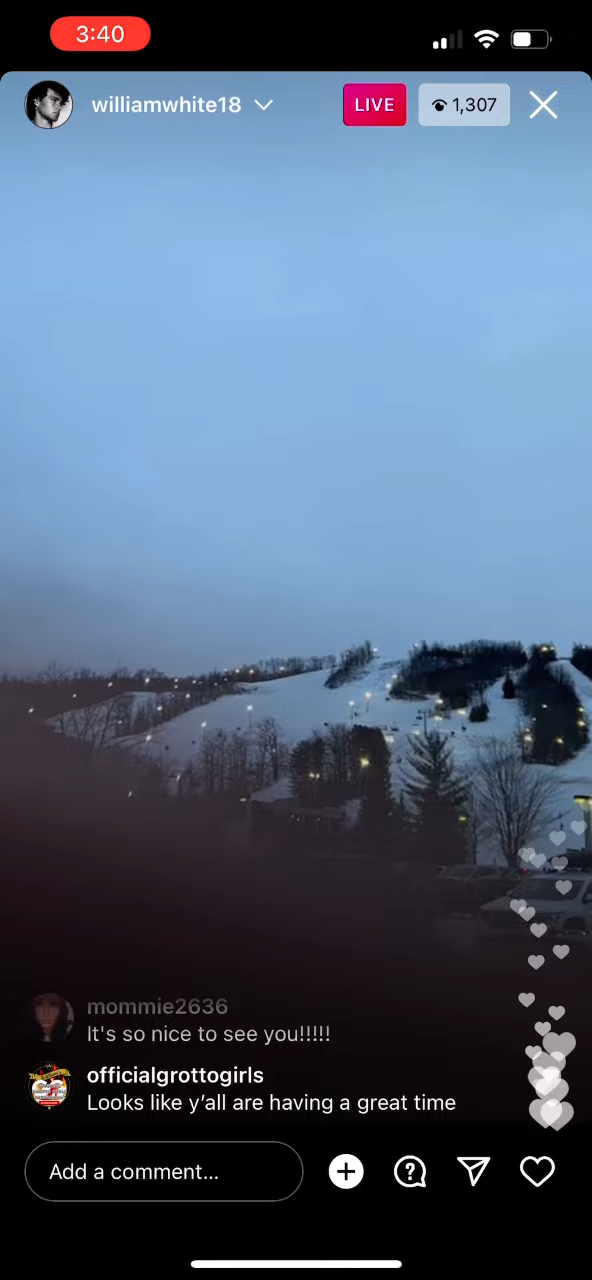 3:40
williamwhite18
LIVE
1,307
mommie2636
It's so nice to see you!!!!!
officialgrottogirls
Looks like y’all are having a great time
Add a comment...